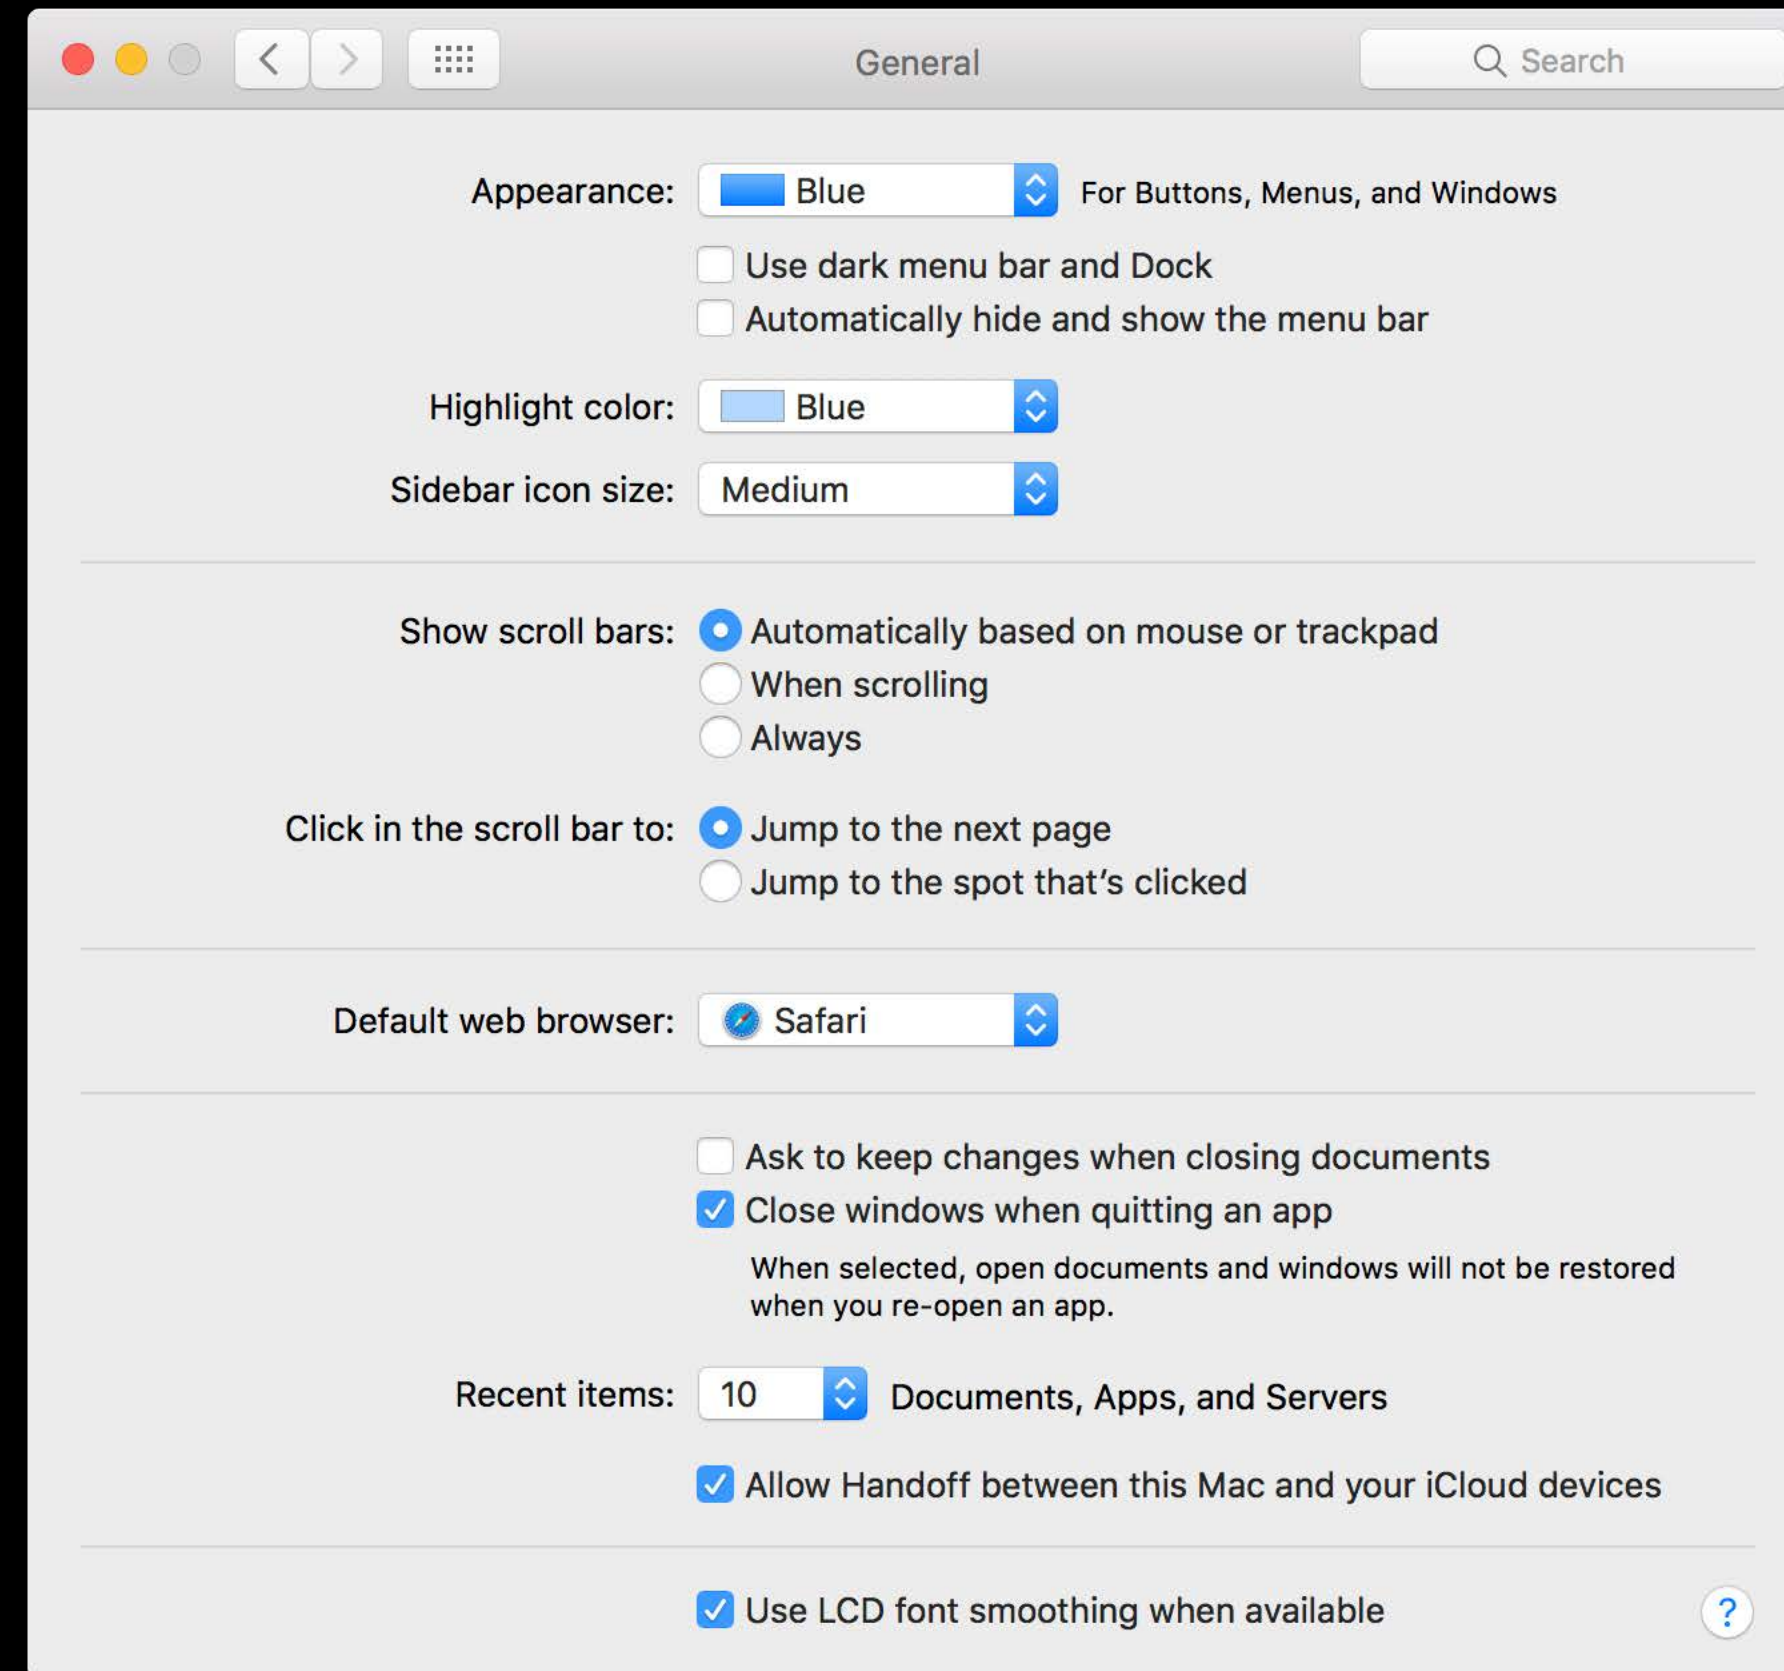 General
Search
Appearance: Blue For Buttons, Menus, and Windows
Use dark menu bar and Dock
Automatically hide and show the menu bar
Highlight color: Blue
Sidebar icon size: Medium
Show scroll bars: Automatically based on mouse or trackpad
When scrolling
Always
Click in the scroll bar to: Jump to the next page
Jump to the spot that's clicked
Default web browser: Safari
Ask to keep changes when closing documents
Close windows when quitting an app
When selected, open documents and windows will not be restored
when you re-open an app.
Recent items: 10 Documents, Apps, and Servers
Allow Handoff between this Mac and your iCloud devices
Use LCD font smoothing when available
?